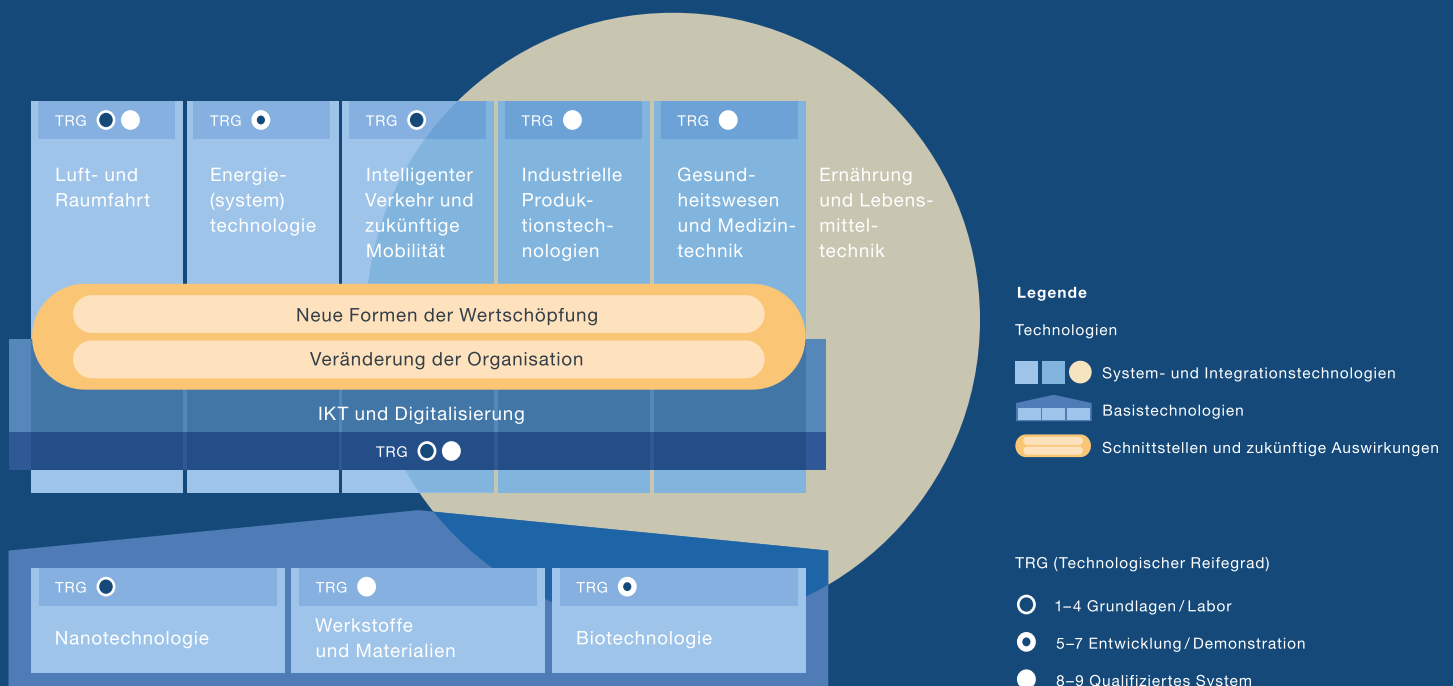 TRG
Luft- und
Raumfahrt
TRG
Energie-
(system)
technologie
TRG
Intelligenter
Verkehr und
zukünftige
Mobilität
TRG
Industrielle
Produk-
tionstech-
nologien
TRG
Gesund-
heitswesen
und Medizin-
technik
Ernährung
und Lebens-
mittel-
technik
Neue Formen der Wertschöpfung
Veränderung der Organisation
IKT und Digitalisierung
TRG
TRG
Nanotechnologie
TRG
Werkstoffe
und Materialien
TRG
Biotechnologie
Legende
Technologien
System- und Integrationstechnologien
Basistechnologien
Schnittstellen und zukünftige Auswirkungen
TRG (Technologischer Reifegrad)
1–4 Grundlagen/Labor
5–7 Entwicklung/Demonstration
8–9 Qualifiziertes System